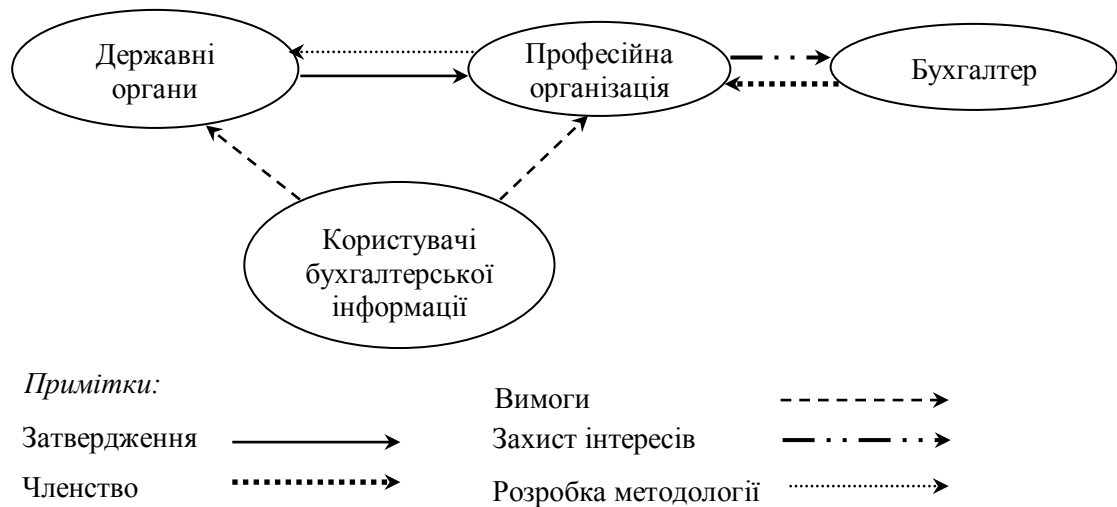 Державні
органи
Професійна
організація
Бухгалтер
Користувачі
бухгалтерської
інформації
Примітки:
Затвердження
Членство
Вимоги
Захист інтересів
Розробка методології